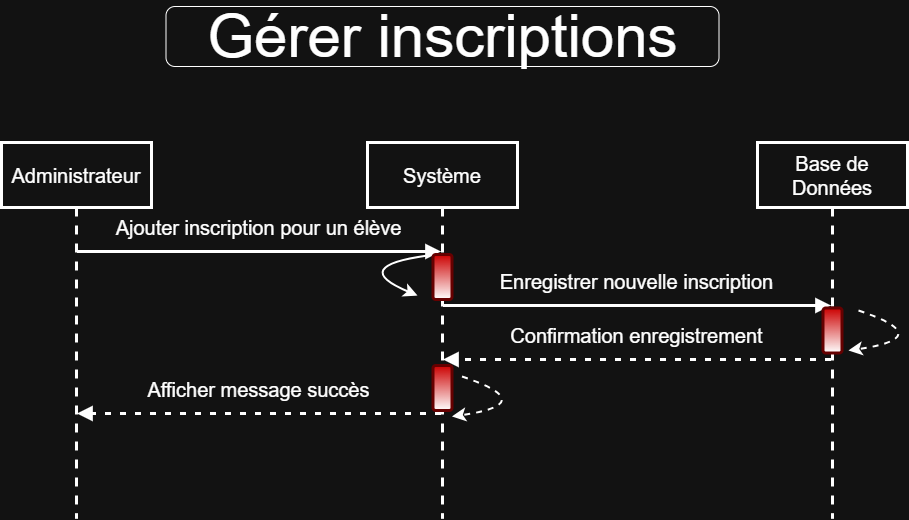 Gérer inscriptions
Administrateur
Système
Base de
Données
Ajouter inscription pour un élève
Enregistrer nouvelle inscription
Confirmation enregistrement
Afficher message succès